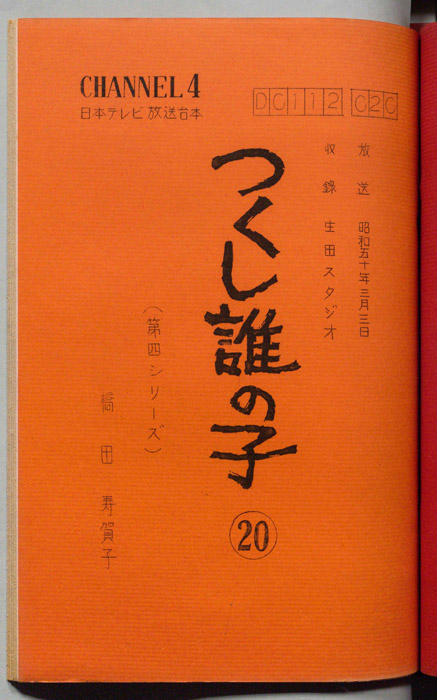 CHANNEL4
日本テレビ放送台本
DC112 C2C
放送 昭和五十年三月三日
収録 生田スタジオ
つくし誰の子
20
(第四シリーズ)
橋田寿賀子